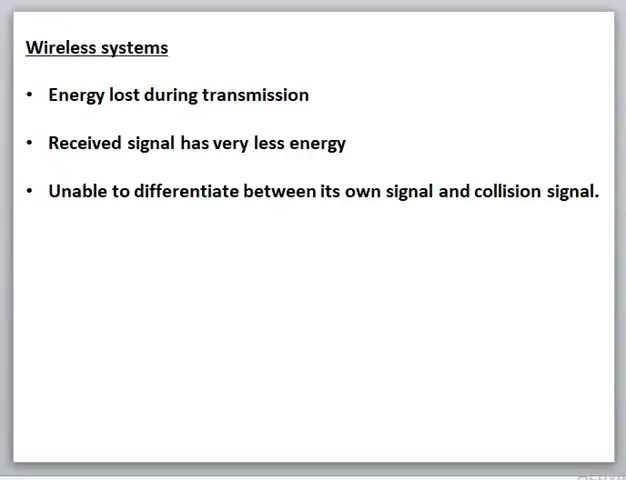 Wireless systems
• Energy lost during transmission
• Received signal has very less energy
• Unable to differentiate between its own signal and collision signal.